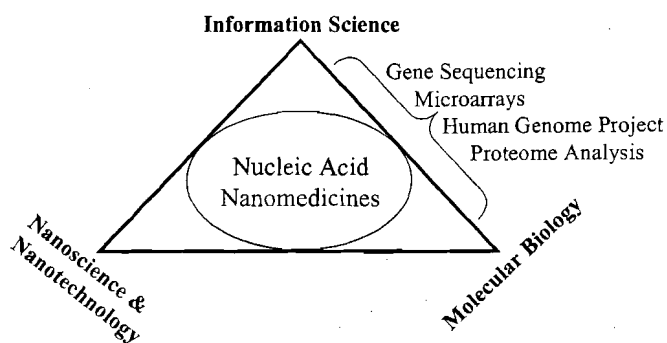 Information Science
Gene Sequencing
Microarrays
Human Genome Project
Proteome Analysis
Nucleic Acid
Nanomedicines
Nanoscience &
Nanotechnology
Molecular Biology